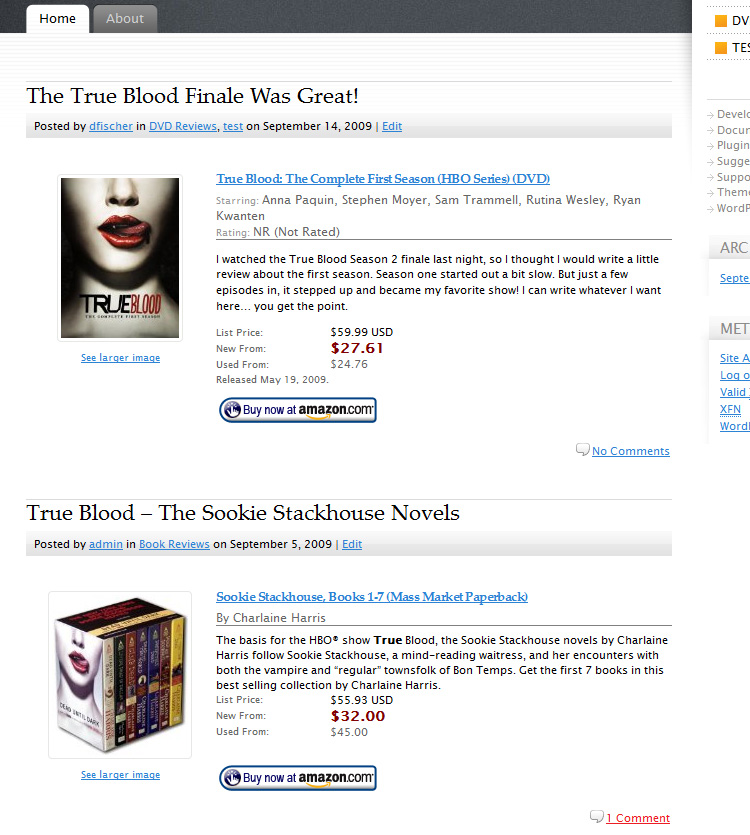 Home
About
The True Blood Finale Was Great!
Posted by dfischer in DVD Reviews, test on September 14, 2009 | Edit
True Blood: The Complete First Season (HBO Series) (DVD)
Starring: Anna Paquin, Stephen Moyer, Sam Trammell, Rutina Wesley, Ryan
Kwanten
Rating: NR (Not Rated)
I watched the True Blood Season 2 finale last night, so I thought I would write a little
review about the first season. Season one started out a bit slow. But just a few
episodes in, it stepped up and became my favorite show! I can write whatever I want
here... you get the point.
TRUEBLOOD
THE COMPLETE FIRST SEASON
See larger image
List Price: $59.99 USD
New From: $27.61
Used From: $24.76
Released May 19, 2009.
Buy now at amazon.com
No Comments
True Blood – The Sookie Stackhouse Novels
Posted by admin in Book Reviews on September 5, 2009 | Edit
Sookie Stackhouse, Books 1-7 (Mass Market Paperback)
By Charlaine Harris
The basis for the HBO® show True Blood, the Sookie Stackhouse novels by Charlaine
Harris follow Sookie Stackhouse, a mind-reading waitress, and her encounters with
both the vampire and “regular” townsfolk of Bon Temps. Get the first 7 books in this
best selling collection by Charlaine Harris.
DEAD UNTIL DARK
See larger image
List Price: $55.93 USD
New From: $32.00
Used From: $45.00
Buy now at amazon.com
1 Comment
DV
TES
Develo
Docum
Plugin
Sugge
Suppo
Theme
WordP
ARC
Septe
MET
Site A
Log o
Valid
XFN
WordP